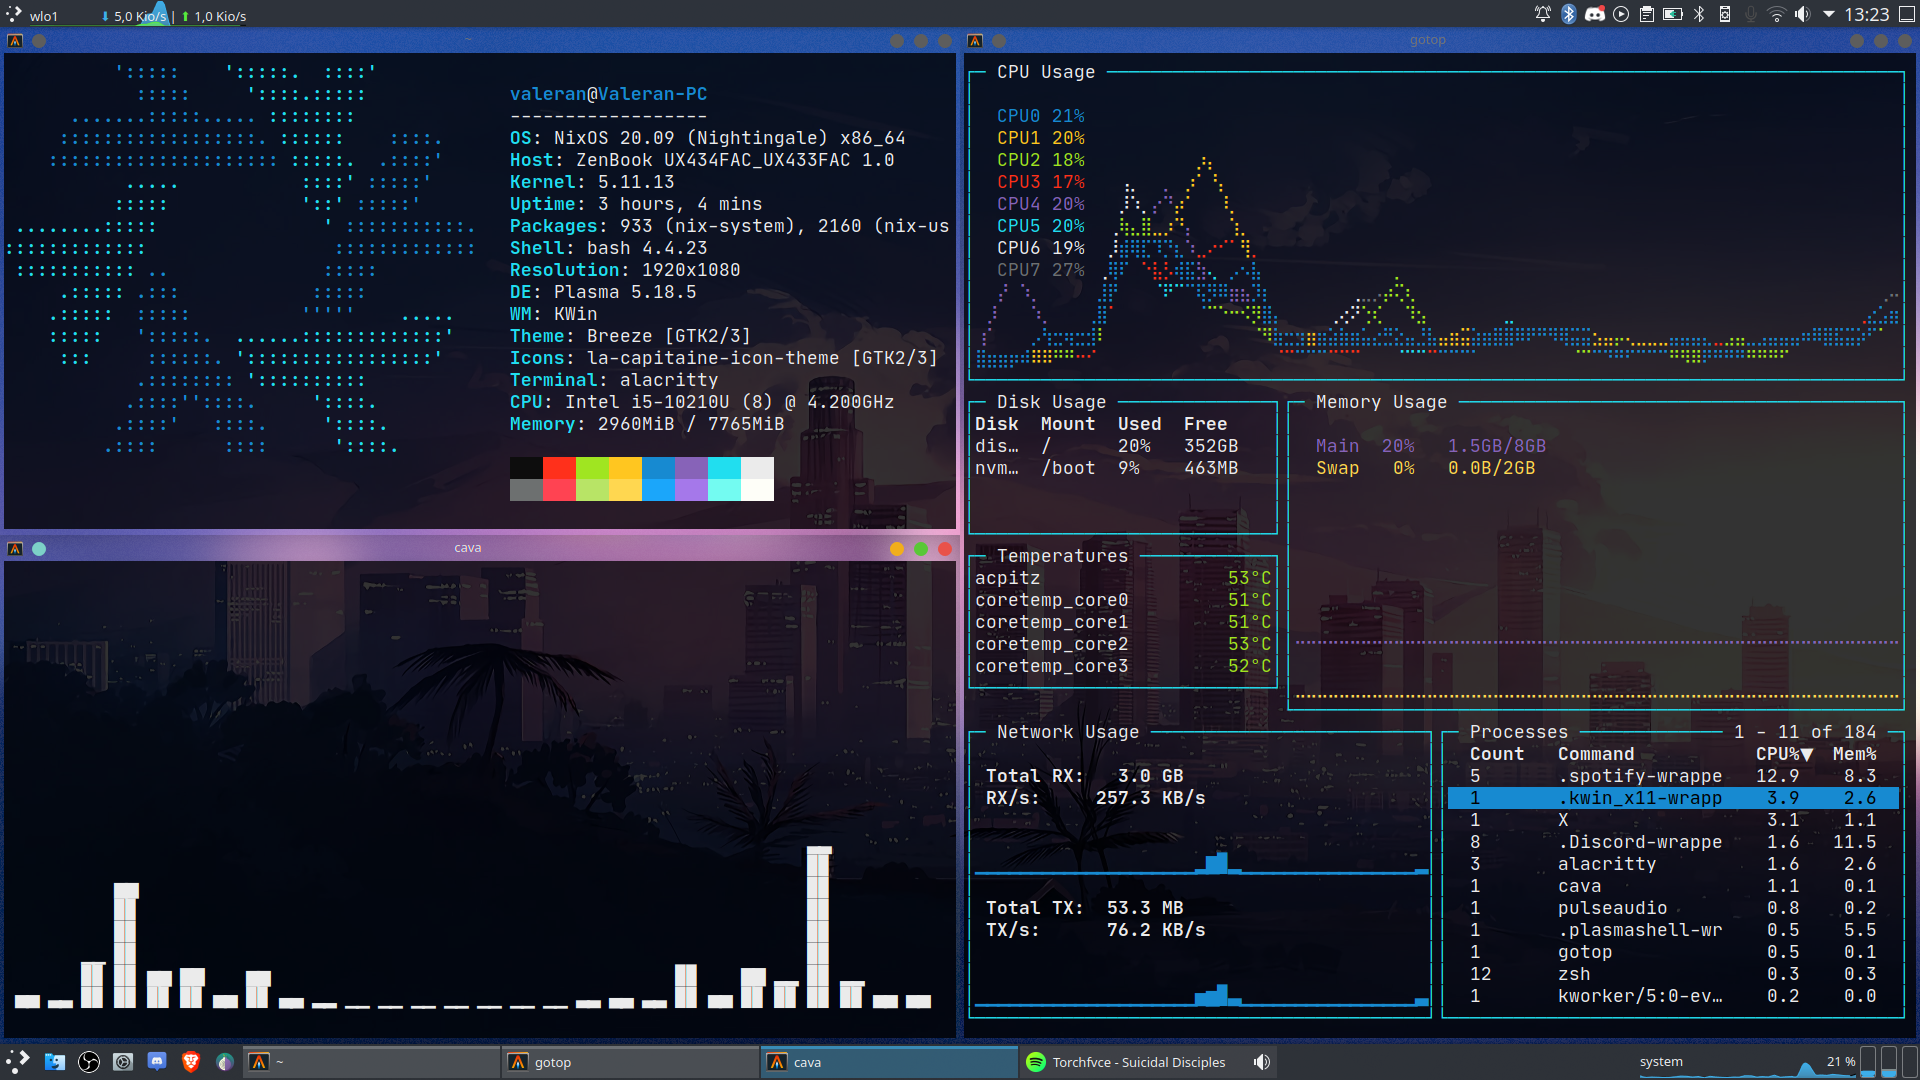 wlo1
5,0 Kio/s | 1,0 Kio/s
13:23
~
valeran@Valeran-PC
------------------
OS: NixOS 20.09 (Nightingale) x86_64
Host: ZenBook UX434FAC_UX433FAC 1.0
Kernel: 5.11.13
Uptime: 3 hours, 4 mins
Packages: 933 (nix-system), 2160 (nix-us
Shell: bash 4.4.23
Resolution: 1920x1080
DE: Plasma 5.18.5
WM: KWin
Theme: Breeze [GTK2/3]
Icons: la-capitaine-icon-theme [GTK2/3]
Terminal: alacritty
CPU: Intel i5-10210U (8) @ 4.200GHz
Memory: 2960MiB / 7765MiB
cava
gotop
CPU Usage
CPU0 21%
CPU1 20%
CPU2 18%
CPU3 17%
CPU4 20%
CPU5 20%
CPU6 19%
CPU7 27%
Disk Usage
Disk Mount Used Free
dis… / 20% 352GB
nvm… /boot 9% 463MB
Memory Usage
Main 20% 1.5GB/8GB
Swap 0% 0.0B/2GB
Temperatures
acpitz 53°C
coretemp_core0 51°C
coretemp_core1 51°C
coretemp_core2 53°C
coretemp_core3 52°C
Network Usage
Total RX: 3.0 GB
RX/s: 257.3 KB/s
Total TX: 53.3 MB
TX/s: 76.2 KB/s
Processes 1 - 11 of 184
Count Command CPU%▼ Mem%
5 .spotify-wrappe 12.9 8.3
1 .kwin_x11-wrapp 3.9 2.6
1 X 3.1 1.1
8 .Discord-wrappe 1.6 11.5
3 alacritty 1.6 2.6
1 cava 1.1 0.1
1 pulseaudio 0.8 0.2
1 .plasmashell-wr 0.5 5.5
1 gotop 0.5 0.1
12 zsh 0.3 0.3
1 kworker/5:0-ev… 0.2 0.0
~
gotop
cava
Torchfvce - Suicidal Disciples
system
21 %